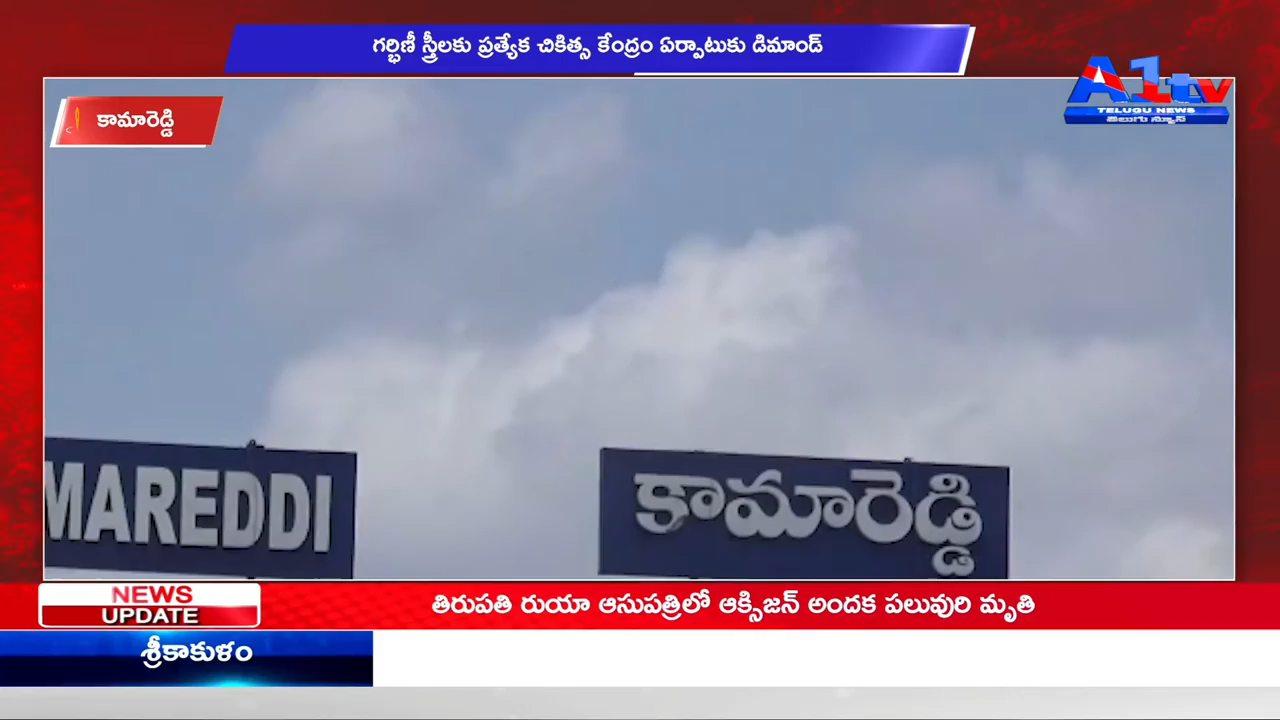 గర్భిణీ స్త్రీలకు ప్రత్యేక చికిత్స కేంద్రం ఏర్పాటుకు డిమాండ్
A1tv
TELUGU NEWS
తెలుగు న్యూస్
కామారెడ్డి
MAREDDI
కామారెడ్డి
NEWS
UPDATE
తిరుపతి రుయా ఆసుపత్రిలో ఆక్సిజన్ అందక పలువురి మృతి
శ్రీకాకుళం